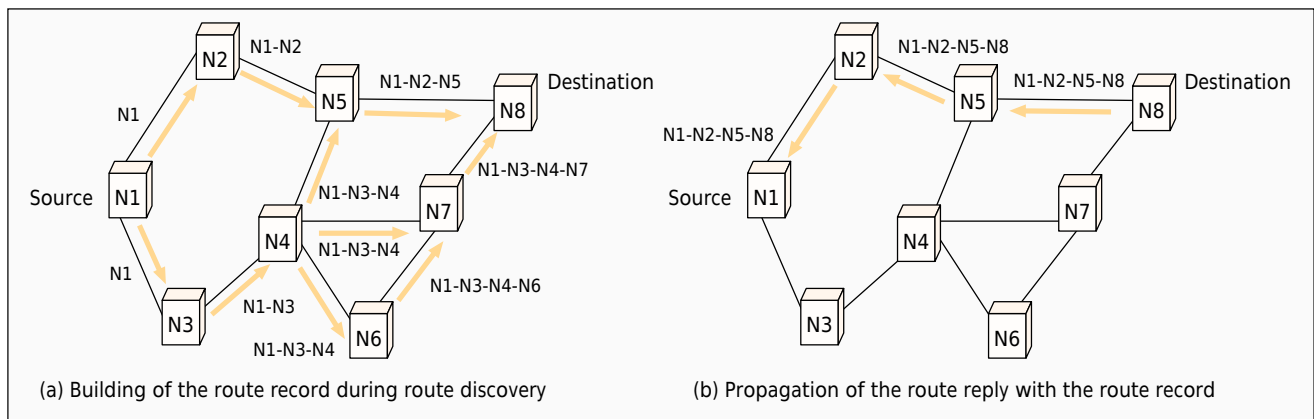 N2
N1-N2
N1
N5
N1-N2-N5
Destination
N8
Source
N1
N1-N3-N4
N1-N3-N4-N7
N7
N4
N1-N3-N4
N1
N1-N3
N1-N3-N4-N6
N3
N6
N1-N3-N4
(a) Building of the route record during route discovery
N2
N1-N2-N5-N8
N5
N1-N2-N5-N8
Destination
N8
N1-N2-N5-N8
Source
N1
N7
N4
N3
N6
(b) Propagation of the route reply with the route record